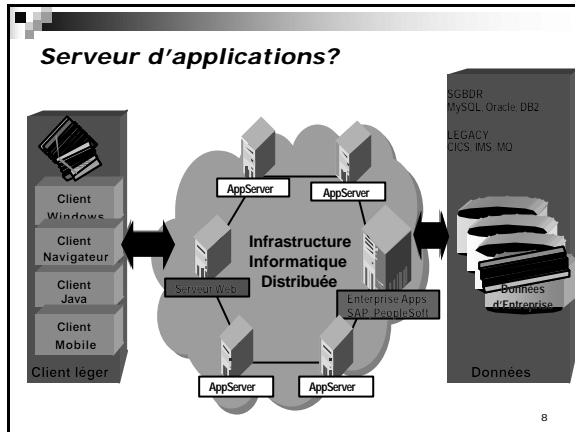 Serveur d'applications?
Client
Windows
Client
Navigateur
Client
Java
Client
Mobile
Client léger
AppServer
AppServer
Infrastructure
Informatique
Distribuée
Serveur Web
Enterprise Apps
SAP, PeopleSoft
AppServer
AppServer
SGBDR
MySQL, Oracle, DB2
LEGACY
CICS, IMS, MQ
Données
d'Entreprise
Données
8